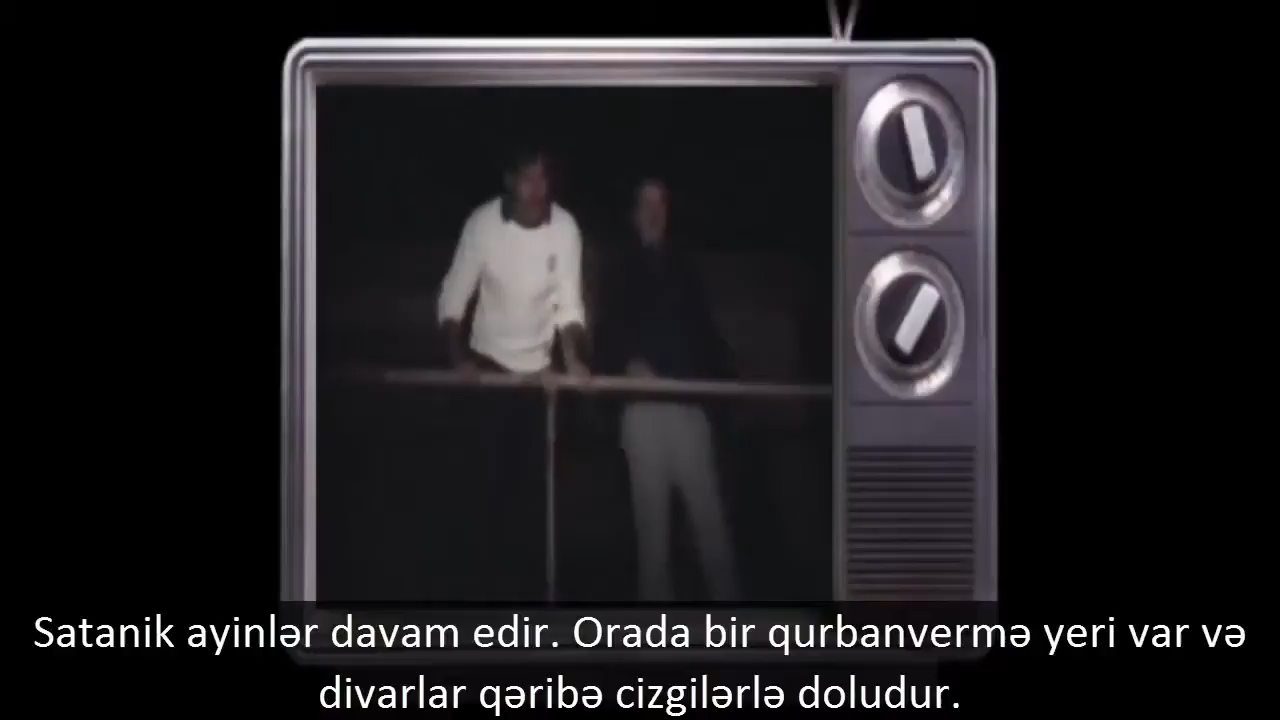 Satanik ayinlər davam edir. Orada bir qurbanvermə yeri var və
divarlar qəribə cizgilərlə doludur.